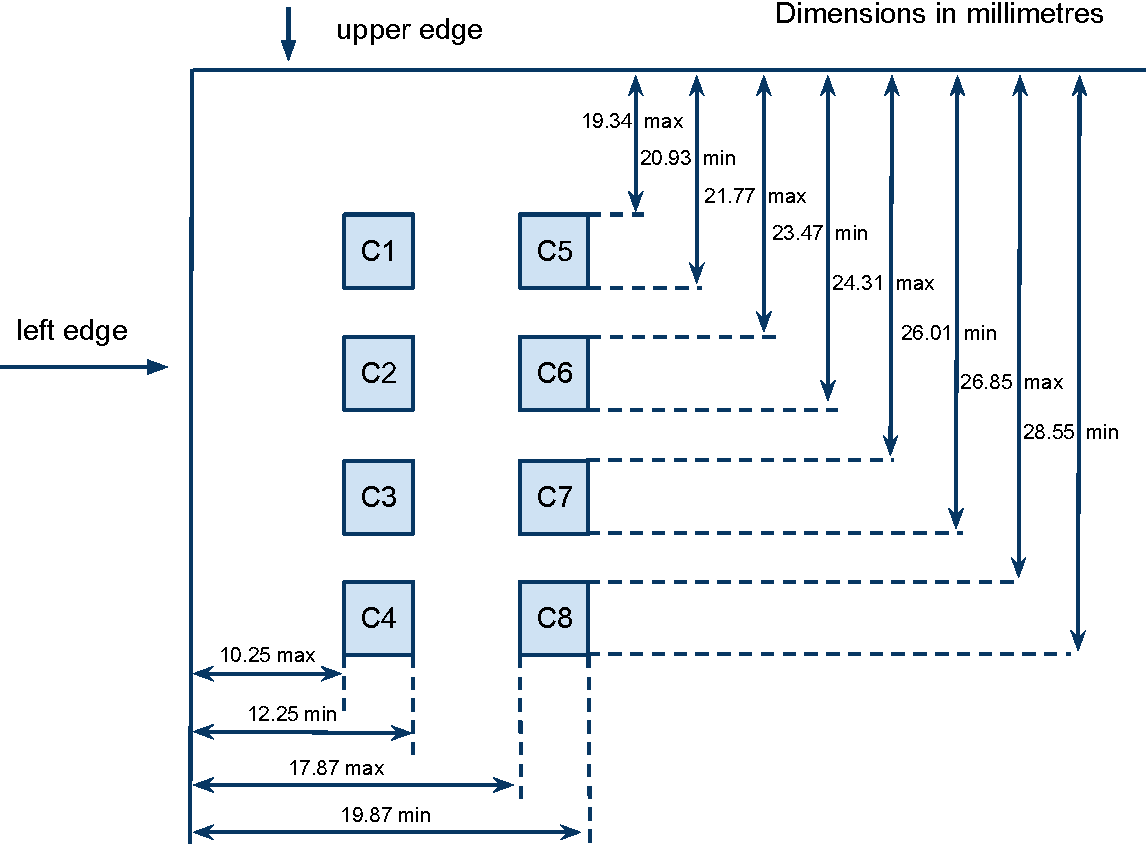 Dimensions in millimetres
upper edge
19.34 max
20.93 min
21.77 max
23.47 min
C1 C5
24.31 max
left edge
26.01 min
C2 C6
26.85 max
28.55 min
C3 C7
C4 C8
10.25 max
12.25 min
17.87 max
19.87 min